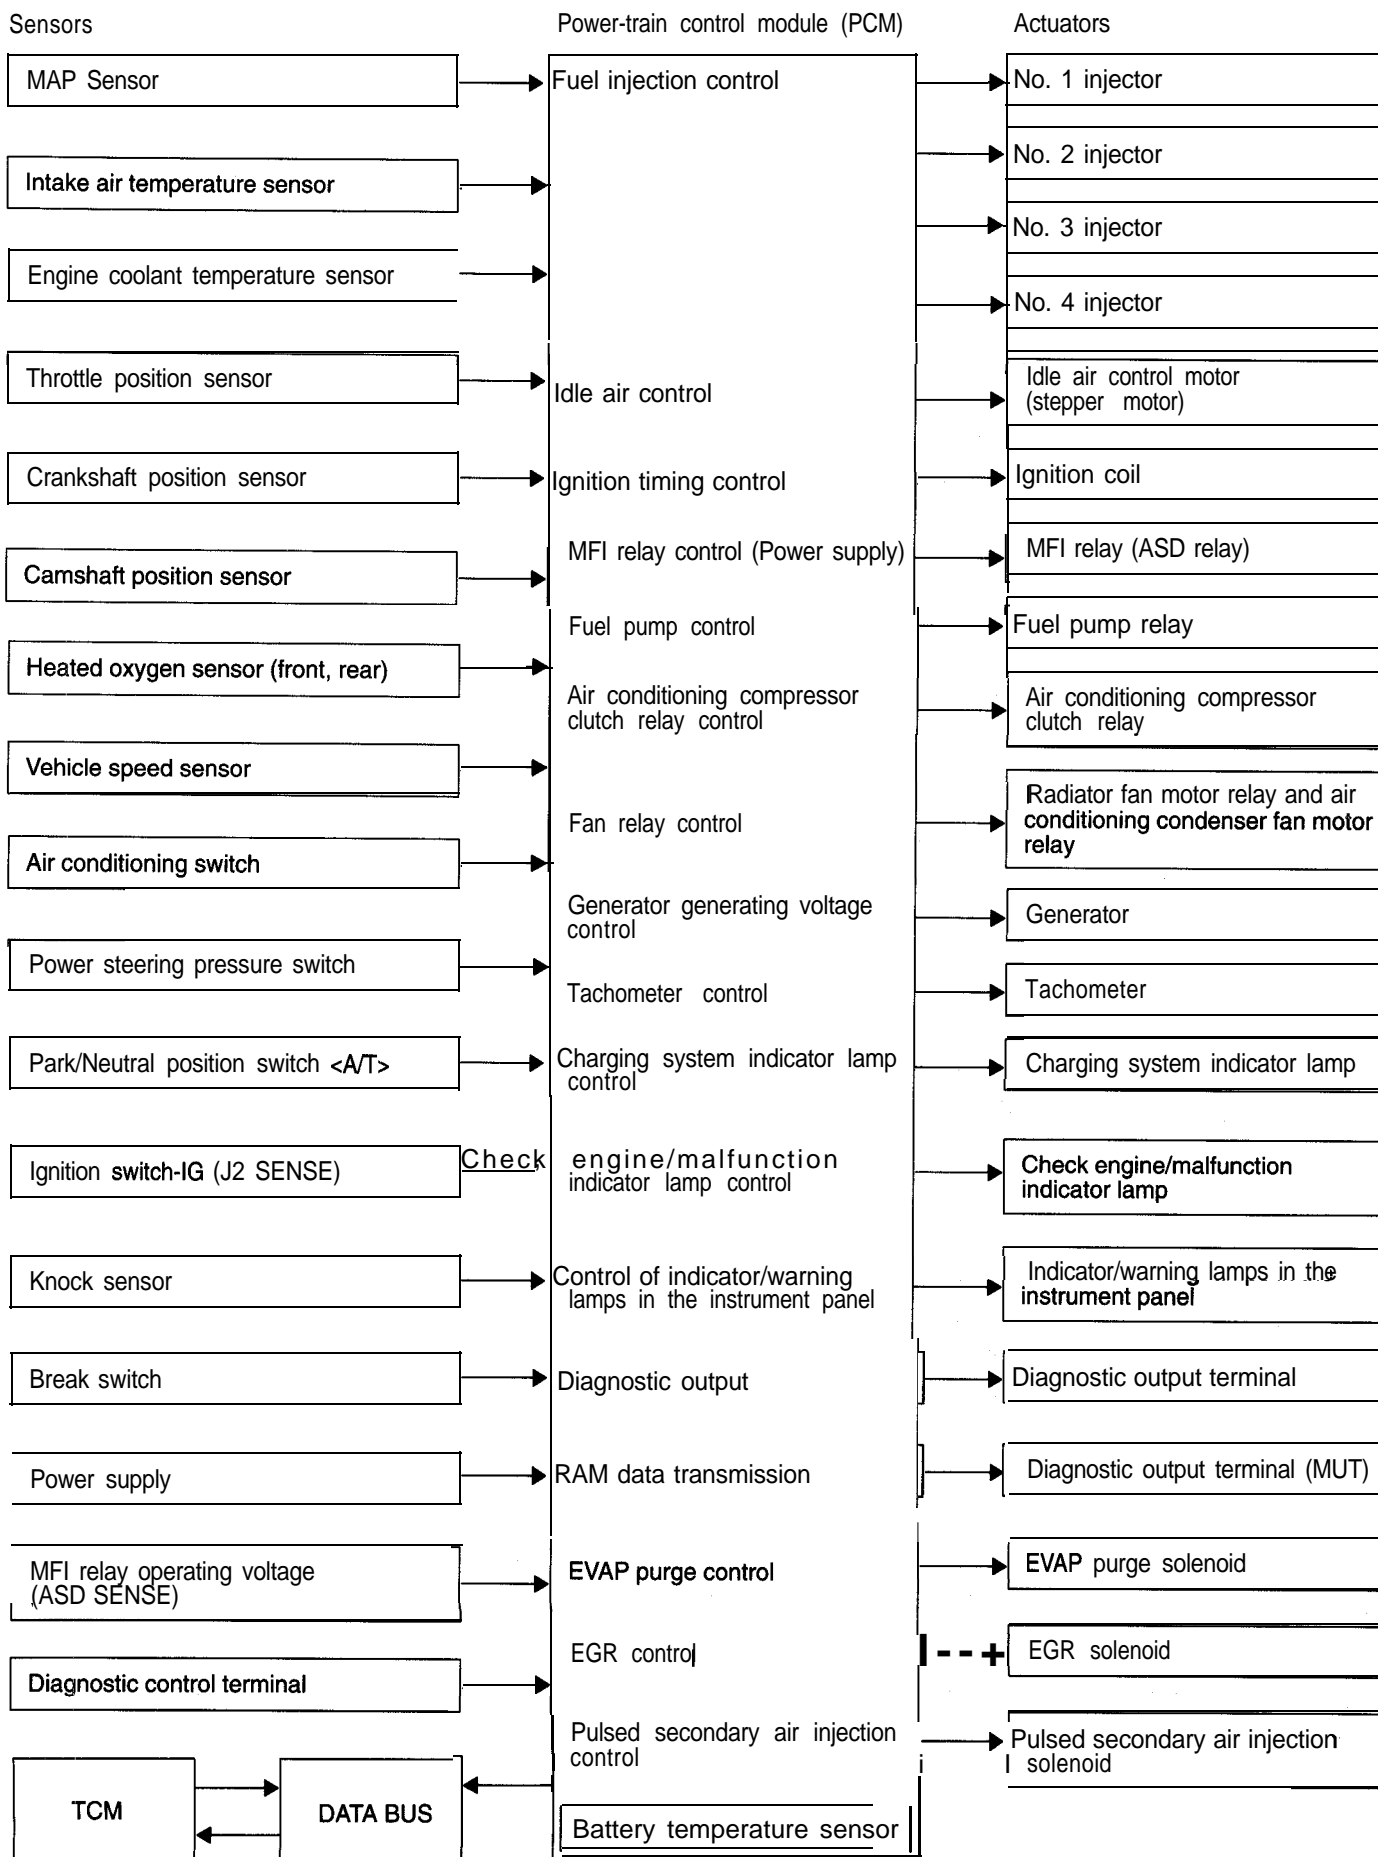 Sensors
Power-train control module (PCM)
Actuators
MAP Sensor
Intake air temperature sensor
Engine coolant temperature sensor
Throttle position sensor
Crankshaft position sensor
Camshaft position sensor
Heated oxygen sensor (front, rear)
Vehicle speed sensor
Air conditioning switch
Power steering pressure switch
Park/Neutral position switch <A/T>
Ignition switch-IG (J2 SENSE)
Knock sensor
Break switch
Power supply
MFI relay operating voltage
(ASD SENSE)
Diagnostic control terminal
TCM
DATA BUS
Fuel injection control
Idle air control
Ignition timing control
MFI relay control (Power supply)
Fuel pump control
Air conditioning compressor
clutch relay control
Fan relay control
Generator generating voltage
control
Tachometer control
Charging system indicator lamp
control
Check engine/malfunction
indicator lamp control
Control of indicator/warning
lamps in the instrument panel
Diagnostic output
RAM data transmission
EVAP purge control
EGR control
Pulsed secondary air injection
control
Battery temperature sensor
No. 1 injector
No. 2 injector
No. 3 injector
No. 4 injector
Idle air control motor
(stepper motor)
Ignition coil
MFI relay (ASD relay)
Fuel pump relay
Air conditioning compressor
clutch relay
Radiator fan motor relay and air
conditioning condenser fan motor
relay
Generator
Tachometer
Charging system indicator lamp
Check engine/malfunction
indicator lamp
Indicator/warning lamps in the
instrument panel
Diagnostic output terminal
Diagnostic output terminal (MUT)
EVAP purge solenoid
EGR solenoid
Pulsed secondary air injection
solenoid